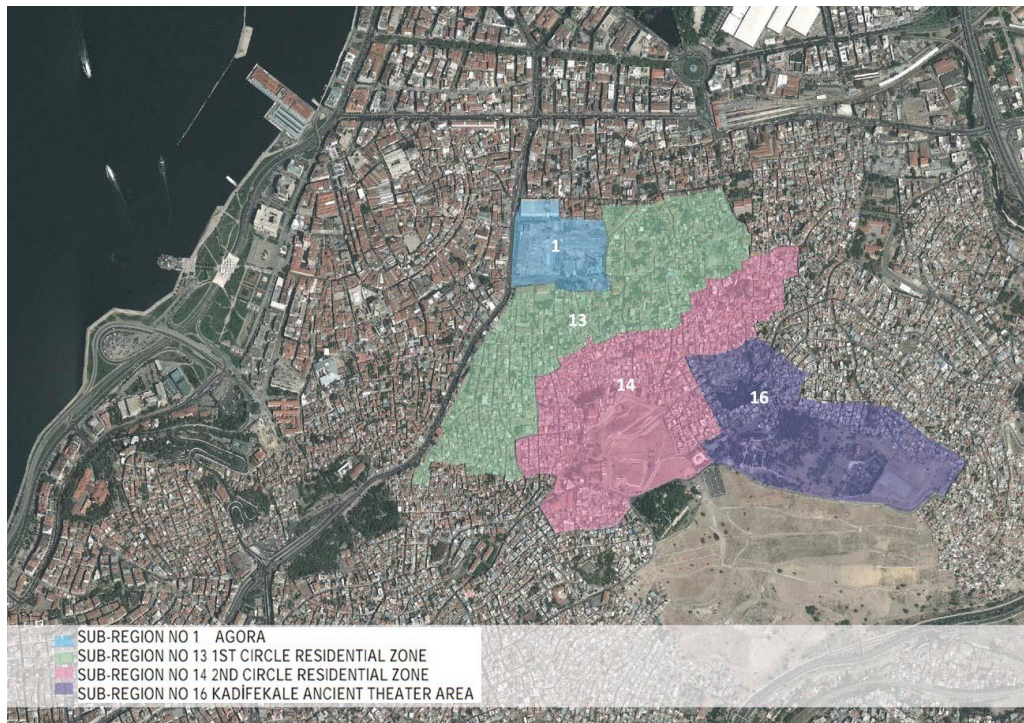 1
13
14
16
SUB-REGION NO 1 AGORA
SUB-REGION NO 13 1ST CIRCLE RESIDENTIAL ZONE
SUB-REGION NO 14 2ND CIRCLE RESIDENTIAL ZONE
SUB-REGION NO 16 KADİFEKALE ANCIENT THEATER AREA